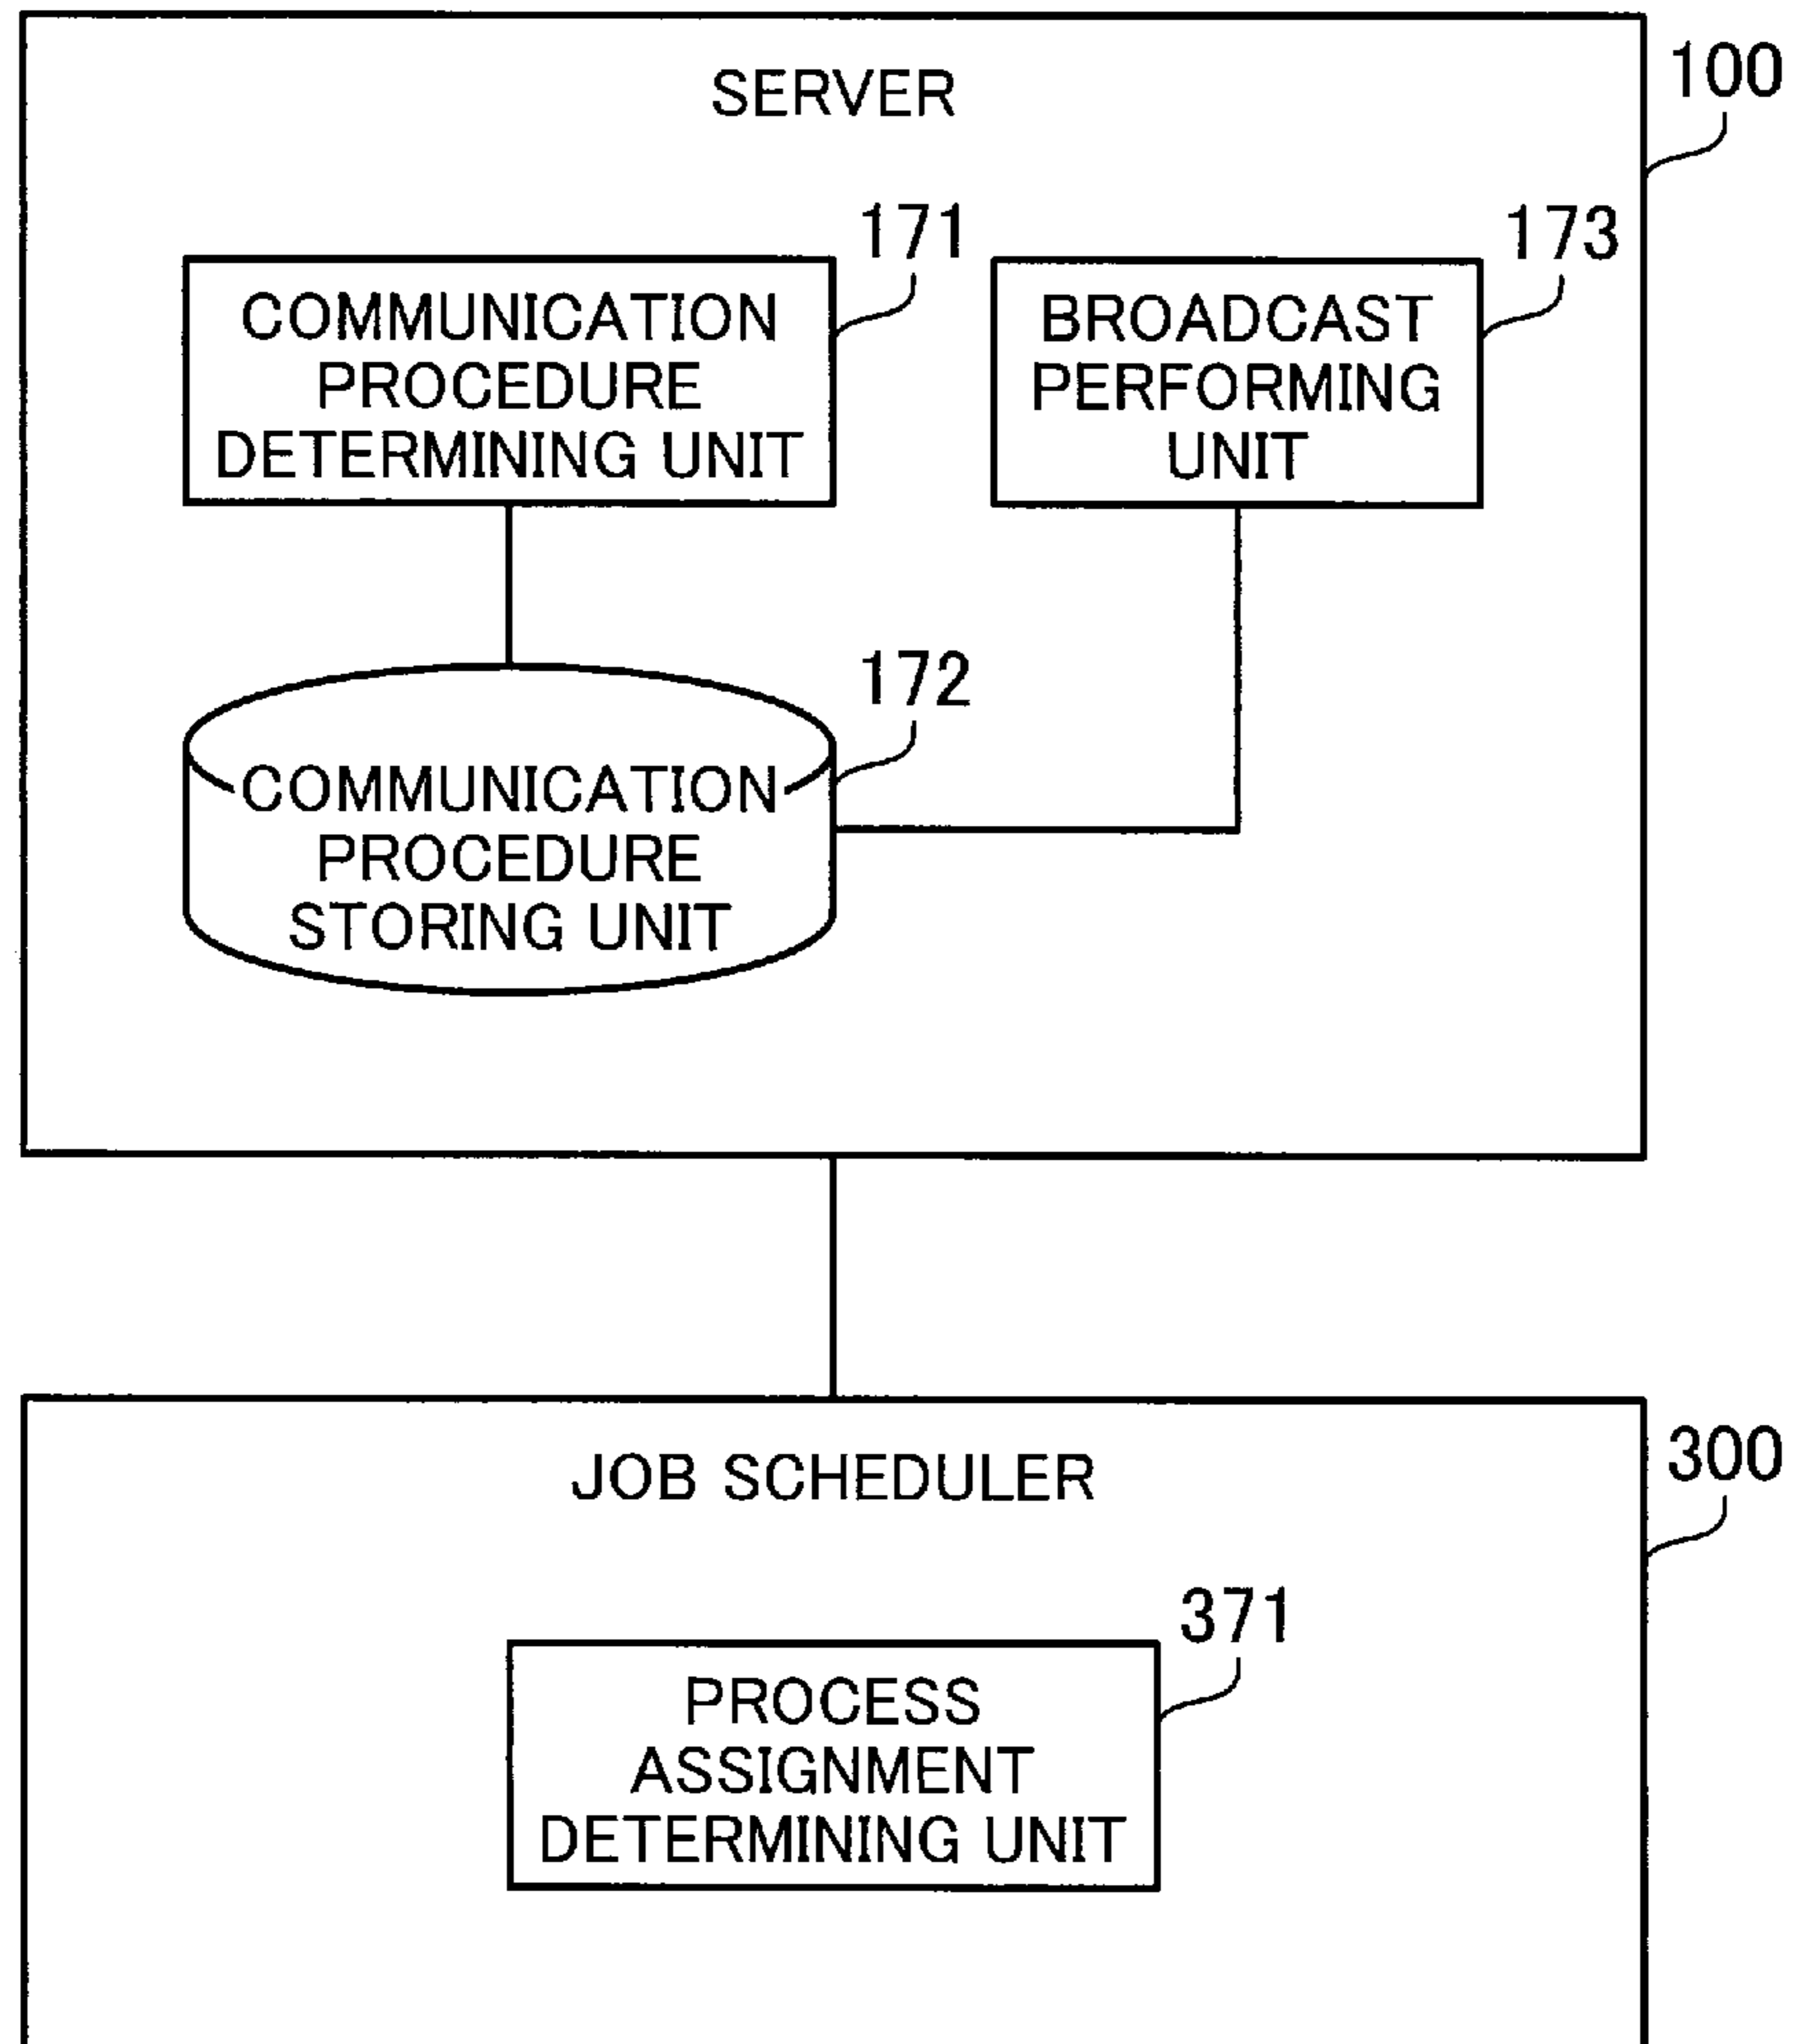 SERVER
100
171
173
COMMUNICATION
PROCEDURE
DETERMINING UNIT
BROADCAST
PERFORMING
UNIT
172
COMMUNICATION
PROCEDURE
STORING UNIT
JOB SCHEDULER
300
371
PROCESS
ASSIGNMENT
DETERMINING UNIT